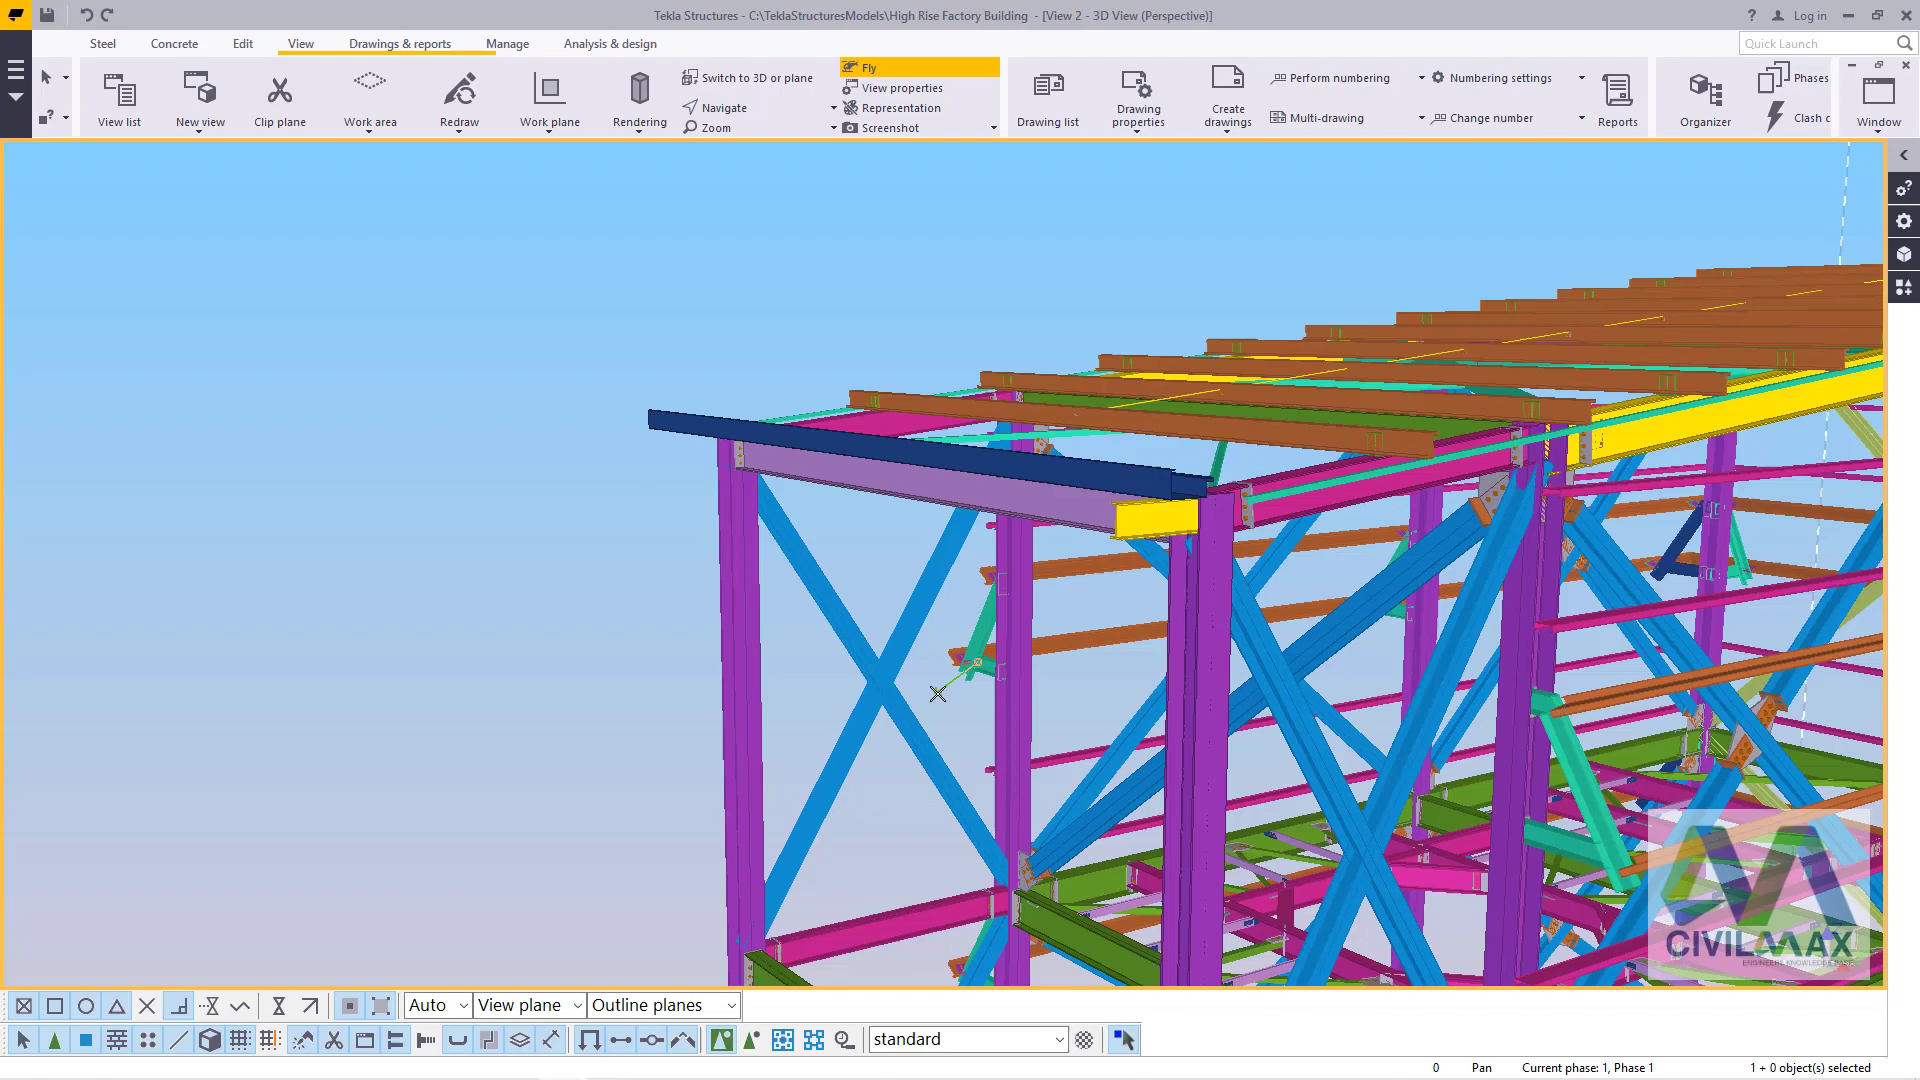 Tekla Structures - C:\TeklaStructuresModels\High Rise Factory Building - [View 2 - 3D View (Perspective)]
? Log in
Steel Concrete Edit View Drawings & reports Manage Analysis & design
Quick Launch
View list
New view
Clip plane
Work area
Redraw
Work plane
Rendering
Switch to 3D or plane
Navigate
Zoom
Fly
View properties
Representation
Screenshot
Drawing list
Drawing properties
Create drawings
Perform numbering
Multi-drawing
Numbering settings
Change number
Reports
Organizer
Phases
Clash c
Window
CIVILMAX
ENGINEERS KNOWLEDGE BASE
Auto View plane Outline planes
standard
0 Pan Current phase: 1, Phase 1 1 + 0 object(s) selected